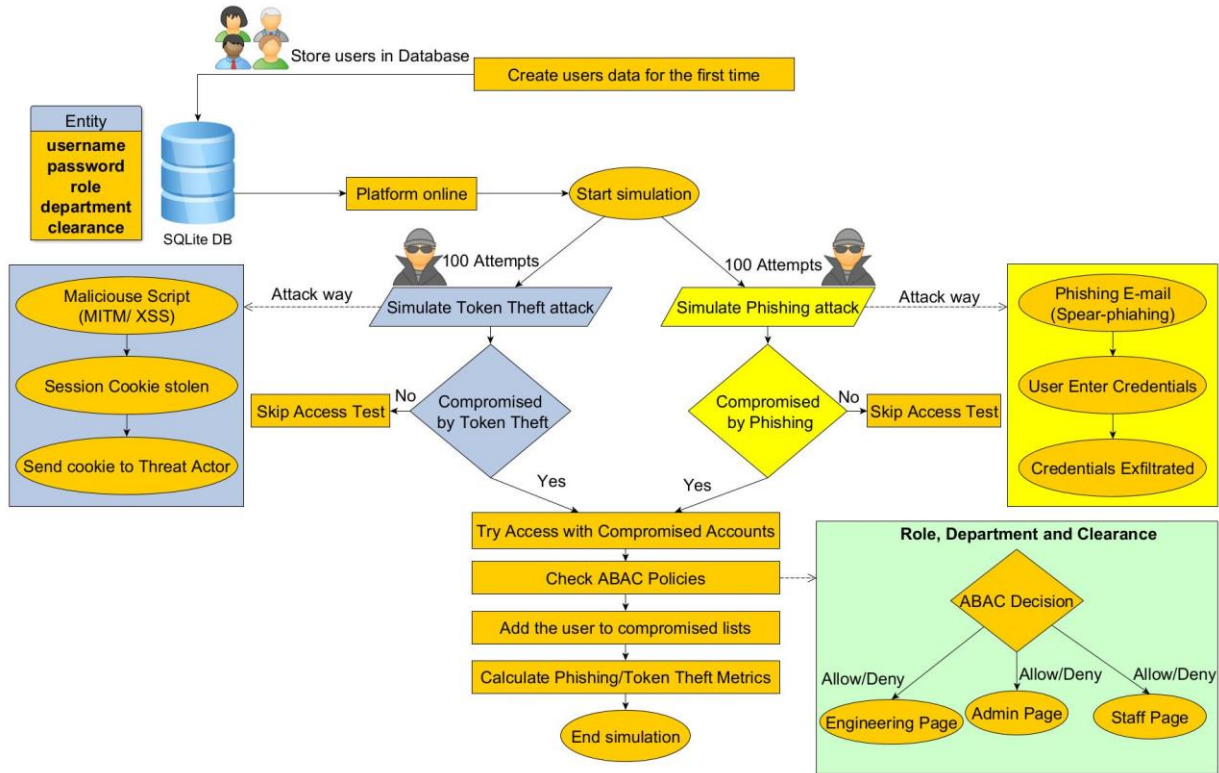 Store users in Database
Create users data for the first time
Entity
username
password
role
department
clearance
SQLite DB
Platform online
Start simulation
100 Attempts
100 Attempts
Maliciouse Script
(MITM/ XSS)
Attack way
Simulate Token Theft attack
Simulate Phishing attack
Attack way
Phishing E-mail
(Spear-phiahing)
Session Cookie stolen
Send cookie to Threat Actor
Skip Access Test
No
Compromised
by Token Theft
Compromised
by Phishing
No
Skip Access Test
User Enter Credentials
Credentials Exfiltrated
Yes
Yes
Try Access with Compromised Accounts
Check ABAC Policies
Add the user to compromised lists
Calculate Phishing/Token Theft Metrics
End simulation
Role, Department and Clearance
ABAC Decision
Allow/Deny
Allow/Deny
Allow/Deny
Engineering Page
Admin Page
Staff Page